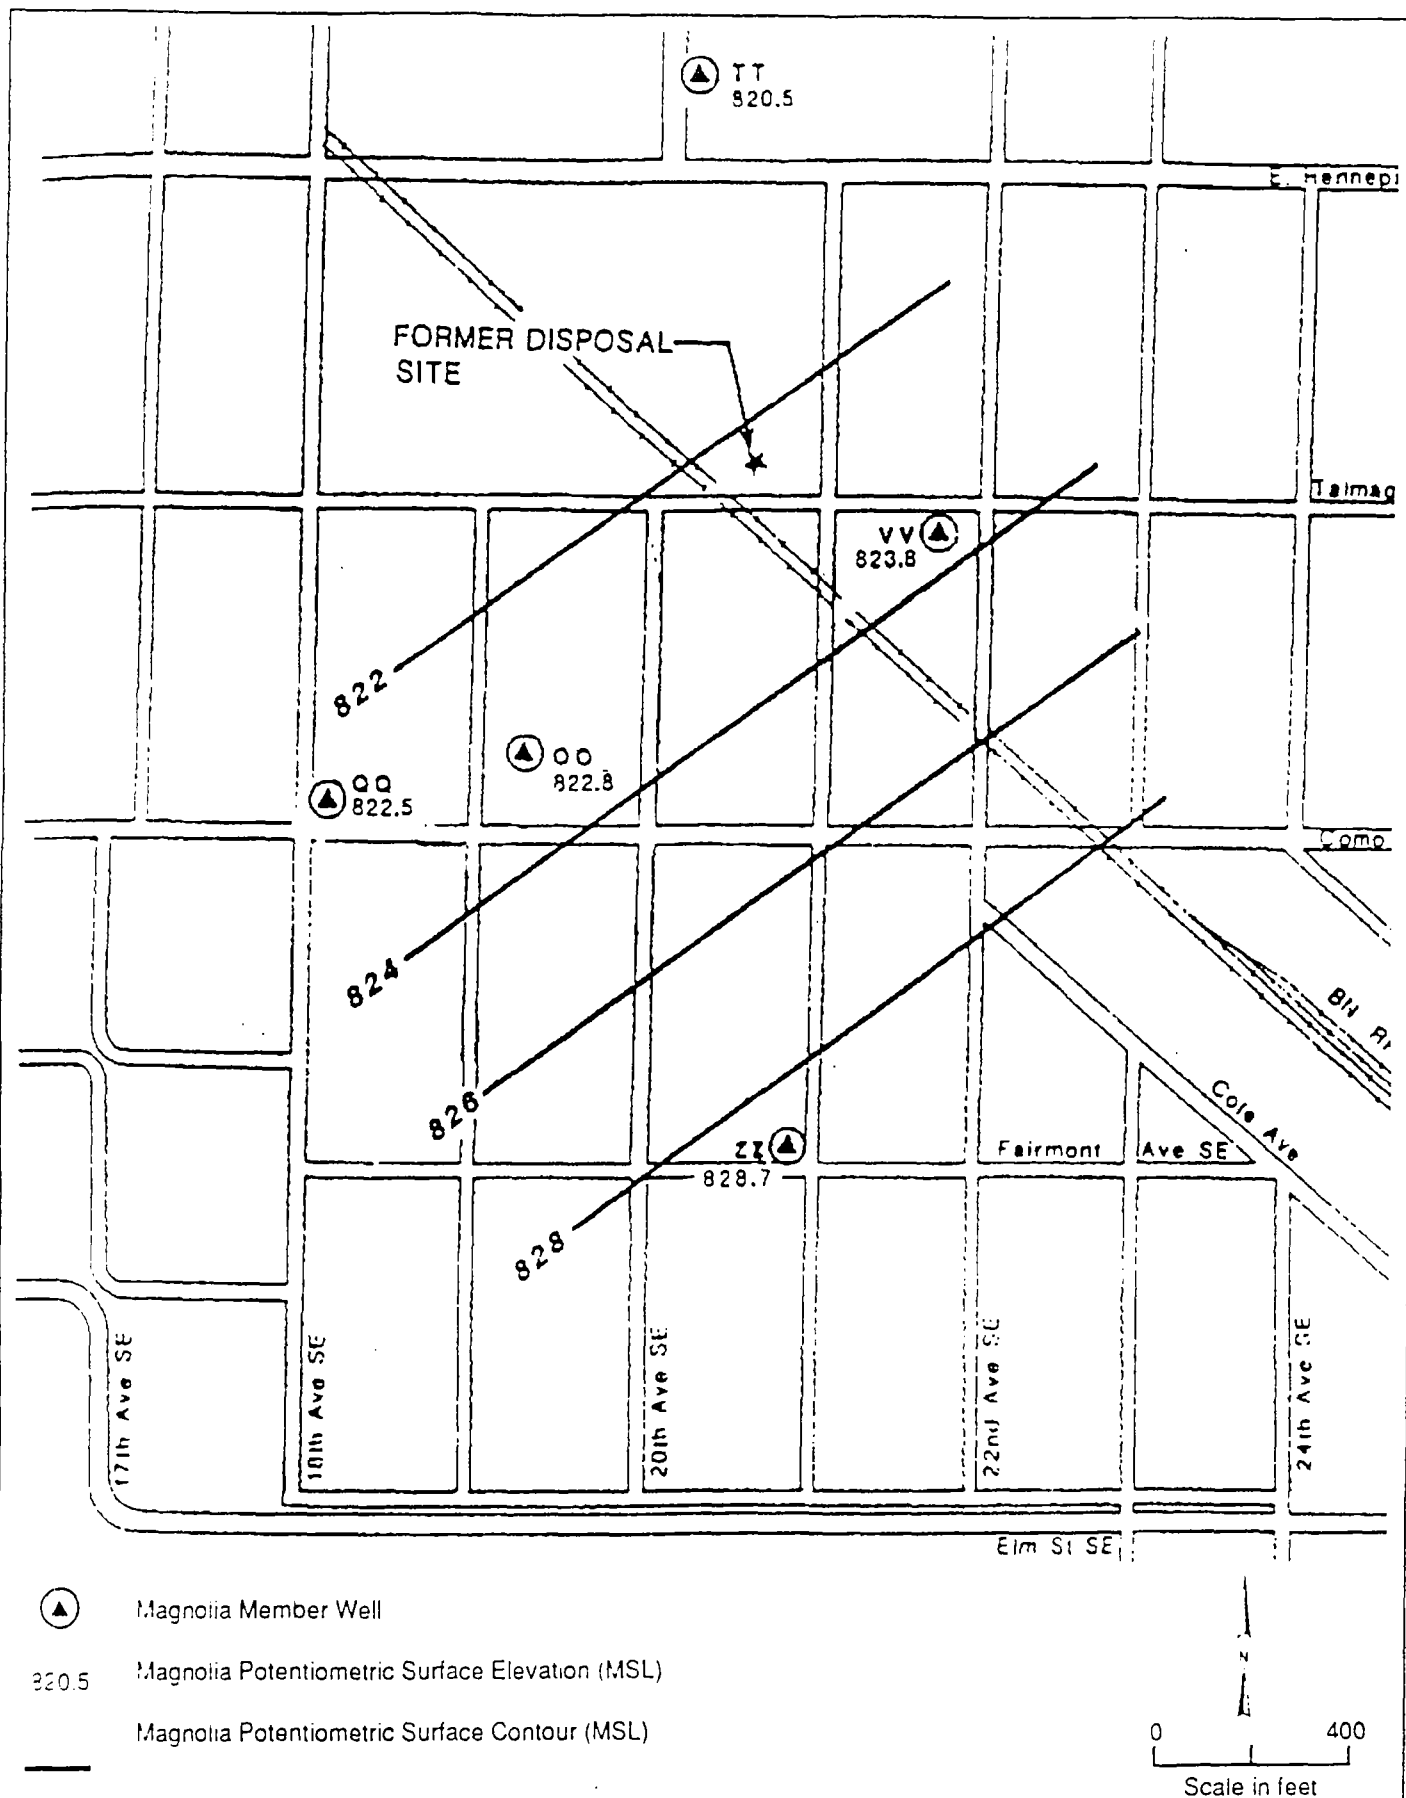 TT
820.5
E. Hennepi
FORMER DISPOSAL
SITE
Talmag
VV
823.8
822
OO
822.8
QQ
822.5
Como
824
BN
826
Cole Ave
ZZ
Fairmont Ave SE
828.7
828
17th Ave SE
18th Ave SE
20th Ave SE
22nd Ave SE
24th Ave SE
Elm St SE
Magnolia Member Well
820.5 Magnolia Potentiometric Surface Elevation (MSL)
Magnolia Potentiometric Surface Contour (MSL)
N
0 400
Scale in feet